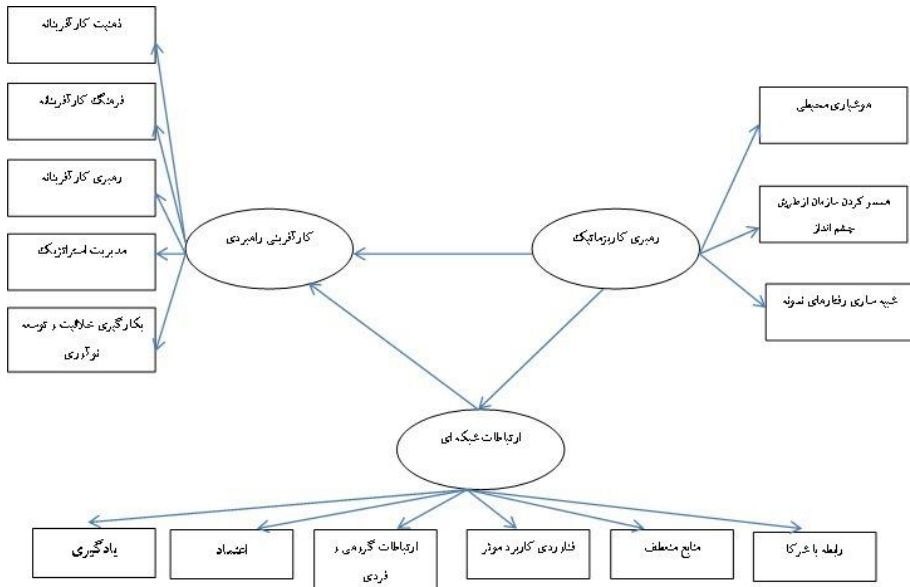 ذهنیت کارآفرینانه
فرهنگ کارآفرینانه
رهبری کارآفرینانه
مدیریت استراتژیک
بکارگیری خلاقیت و توسعه
نوآوری
کارآفرینی راهبردی
رهبری کاریزماتیک
هوشیاری محیطی
همسو کردن سازمان از طریق
چشم انداز
شبیه سازی رفتارهای نمونه
ارتباطات شبکه ای
رابطه با شرکا
منابع منعطف
فناوردی کاربرد موثر
ارتباطات گروهی و
فردی
اعتماد
یادگیری